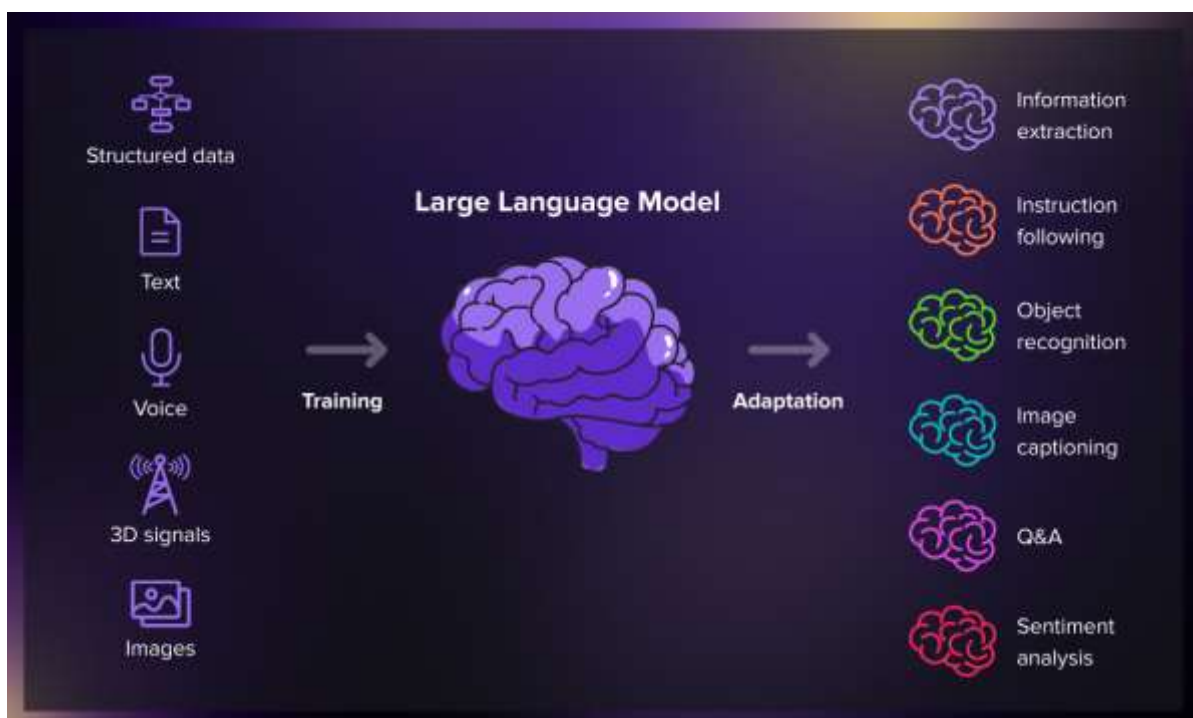 Structured data
Text
Voice
3D signals
Images
Training
Large Language Model
Adaptation
Information
extraction
Instruction
following
Object
recognition
Image
captioning
Q&A
Sentiment
analysis